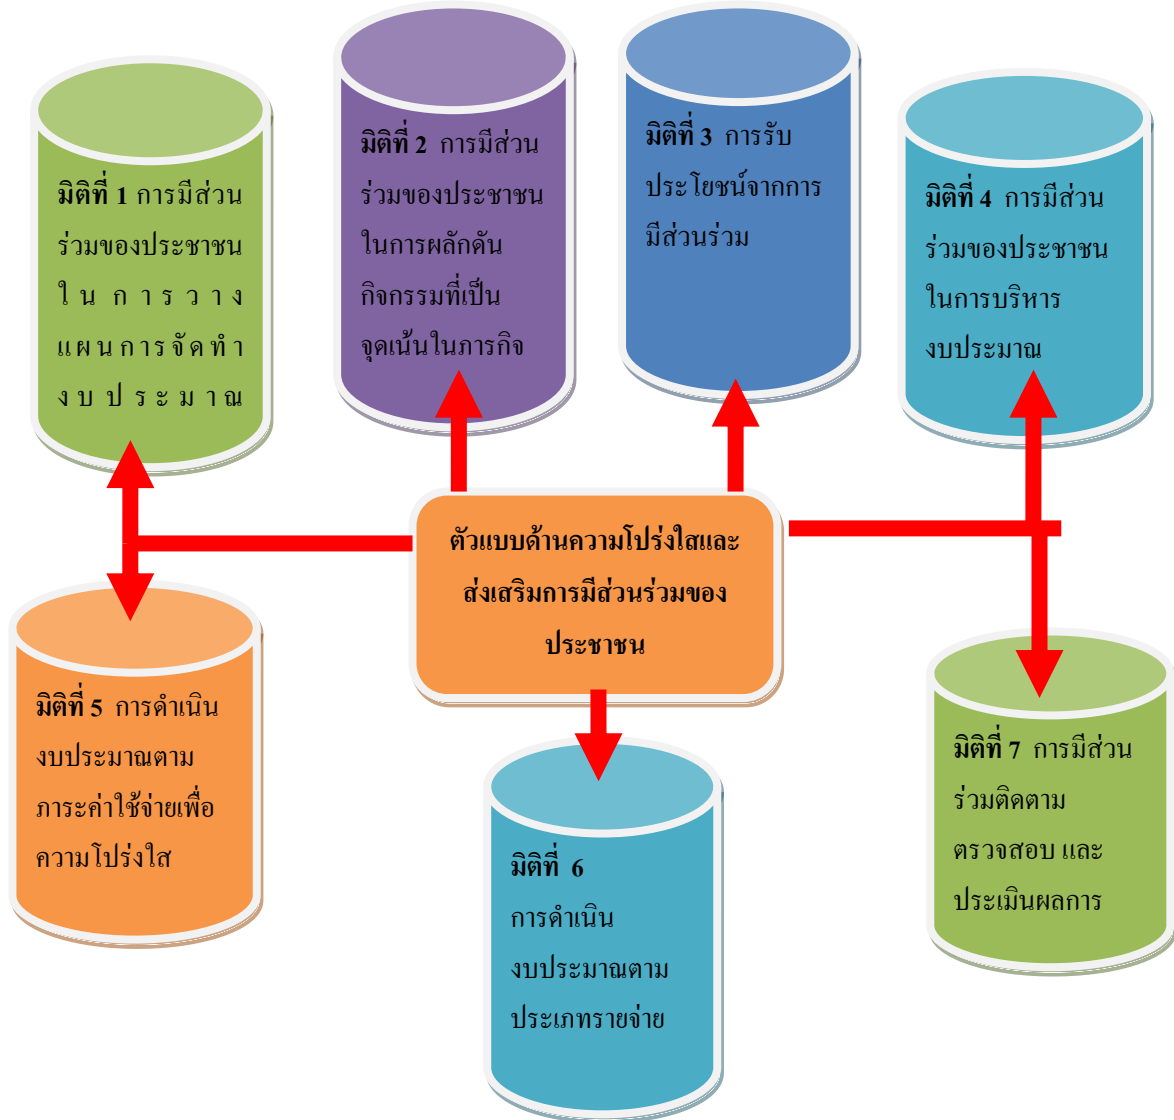 มิติที่ 1 การมีส่วน
ร่วมของประชาชน
ในการวาง
แผนการจัดทำ
งบประมาณ
มิติที่ 2 การมีส่วน
ร่วมของประชาชน
ในการผลักดัน
กิจกรรมที่เป็น
จุดเน้นในภารกิจ
มิติที่ 3 การรับ
ประโยชน์จากการ
มีส่วนร่วม
มิติที่ 4 การมีส่วน
ร่วมของประชาชน
ในการบริหาร
งบประมาณ
ตัวแบบด้านความโปร่งใสและ
ส่งเสริมการมีส่วนร่วมของ
ประชาชน
มิติที่ 5 การดำเนิน
งบประมาณตาม
ภาระค่าใช้จ่ายเพื่อ
ความโปร่งใส
มิติที่ 6
การดำเนิน
งบประมาณตาม
ประเภทรายจ่าย
มิติที่ 7 การมีส่วน
ร่วมติดตาม
ตรวจสอบ และ
ประเมินผลการ